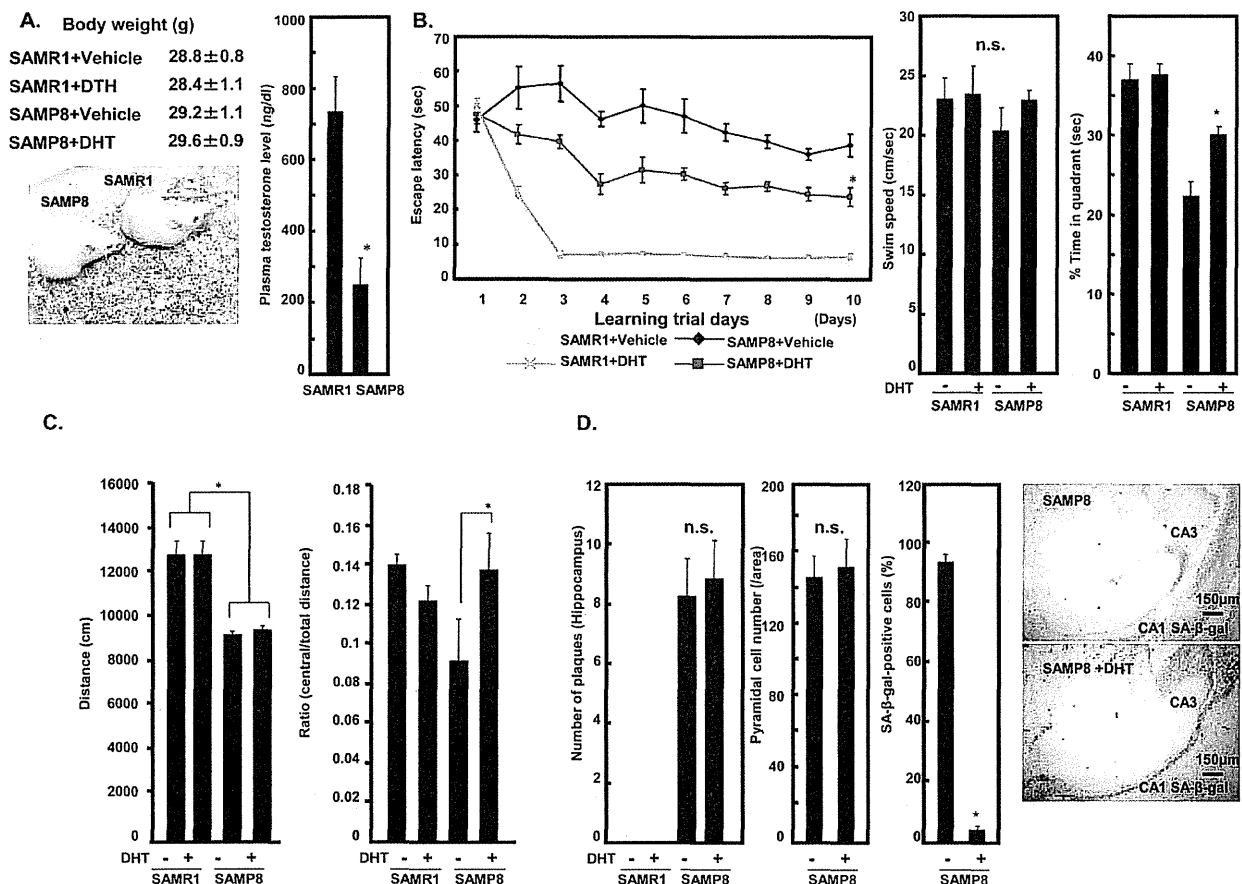 A.
Body weight (g)
SAMR1+Vehicle 28.8±0.8
SAMR1+DTH 28.4±1.1
SAMP8+Vehicle 29.2±1.1
SAMP8+DHT 29.6±0.9
SAMR1
SAMP8
Plasma testosterone level (ng/dl)
1000
800
600
400
200
0
*
SAMR1 SAMP8
B.
Escape latency (sec)
70
60
50
40
30
20
10
0
*
1 2 3 4 5 6 7 8 9 10
Learning trial days (Days)
SAMR1+Vehicle SAMP8+Vehicle
SAMR1+DHT SAMP8+DHT
Swim speed (cm/sec)
30
25
20
15
10
5
0
n.s.
DHT - + - +
SAMR1 SAMP8
% Time in quadrant (sec)
40
30
20
10
0
*
- + - +
SAMR1 SAMP8
C.
Distance (cm)
16000
14000
12000
10000
8000
6000
4000
2000
0
*
DHT - + - +
SAMR1 SAMP8
Ratio (central/total distance)
0.18
0.16
0.14
0.12
0.1
0.08
0.06
0.04
0.02
0
*
DHT - + - +
SAMR1 SAMP8
D.
Number of plaques (Hippocampus)
12
10
8
6
4
2
0
n.s.
DHT - + - +
SAMR1 SAMP8
Pyramidal cell number (/area)
200
160
120
80
40
0
n.s.
- +
SAMP8
SA-β-gal-positive cells (%)
120
100
80
60
40
20
0
*
- +
SAMP8
SAMP8
CA3
150μm
CA1 SA-β-gal
SAMP8 +DHT
CA3
150μm
CA1 SA-β-gal